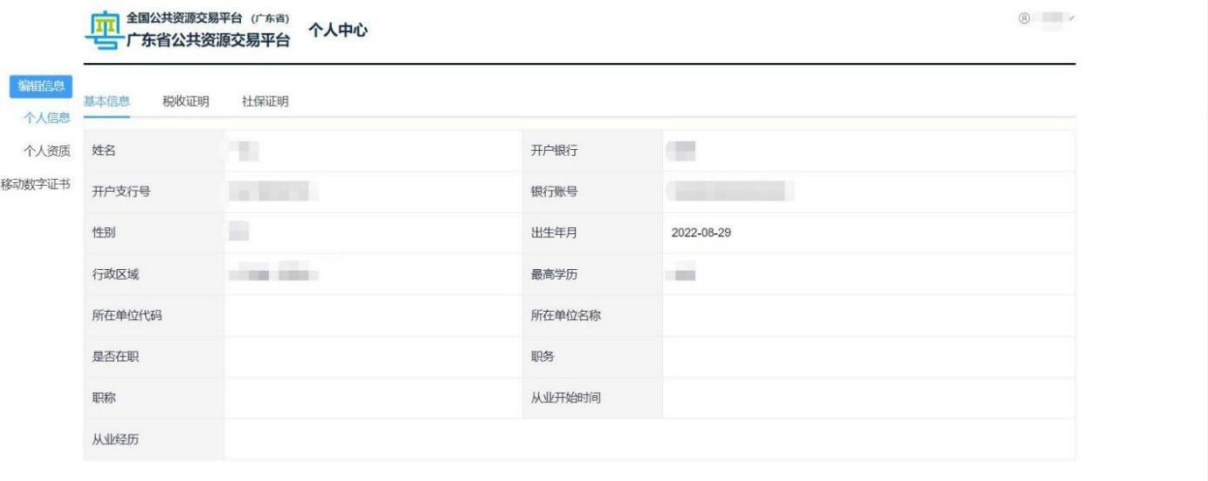 全国公共资源交易平台 (广东省)
广东省公共资源交易平台
个人中心
编辑信息
个人信息
个人资质
移动数字证书
基本信息 税收证明 社保证明
姓名 开户银行
开户支行号 银行账号
性别 出生年月 2022-08-29
行政区域 最高学历
所在单位代码 所在单位名称
是否在职 职务
职称 从业开始时间
从业经历